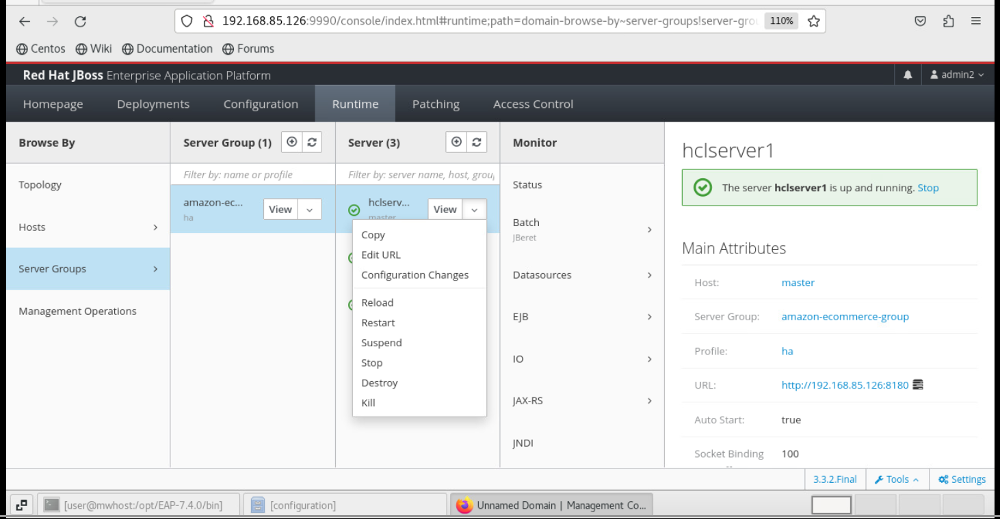 192.168.85.126:9990/console/index.html#runtime;path=domain-browse-by~server-groups!server-grou 110%
Centos Wiki Documentation Forums
Red Hat JBoss Enterprise Application Platform admin2
Homepage Deployments Configuration Runtime Patching Access Control
Browse By
Topology
Hosts
Server Groups
Management Operations
Server Group (1)
Filter by: name or profile
amazon-ec... View
ha
Server (3)
Filter by: server name, host, group
hclserv... View
master
Copy
Edit URL
Configuration Changes
Reload
Restart
Suspend
Stop
Destroy
Kill
Monitor
Status
Batch
JBeret
Datasources
EJB
IO
JAX-RS
JNDI
hclserver1
The server hclserver1 is up and running. Stop
Main Attributes
Host: master
Server Group: amazon-ecommerce-group
Profile: ha
URL: http://192.168.85.126:8180
Auto Start: true
Socket Binding 100
3.3.2.Final Tools Settings
[user@mwhost:/opt/EAP-7.4.0/bin] [configuration] Unnamed Domain | Management Co...